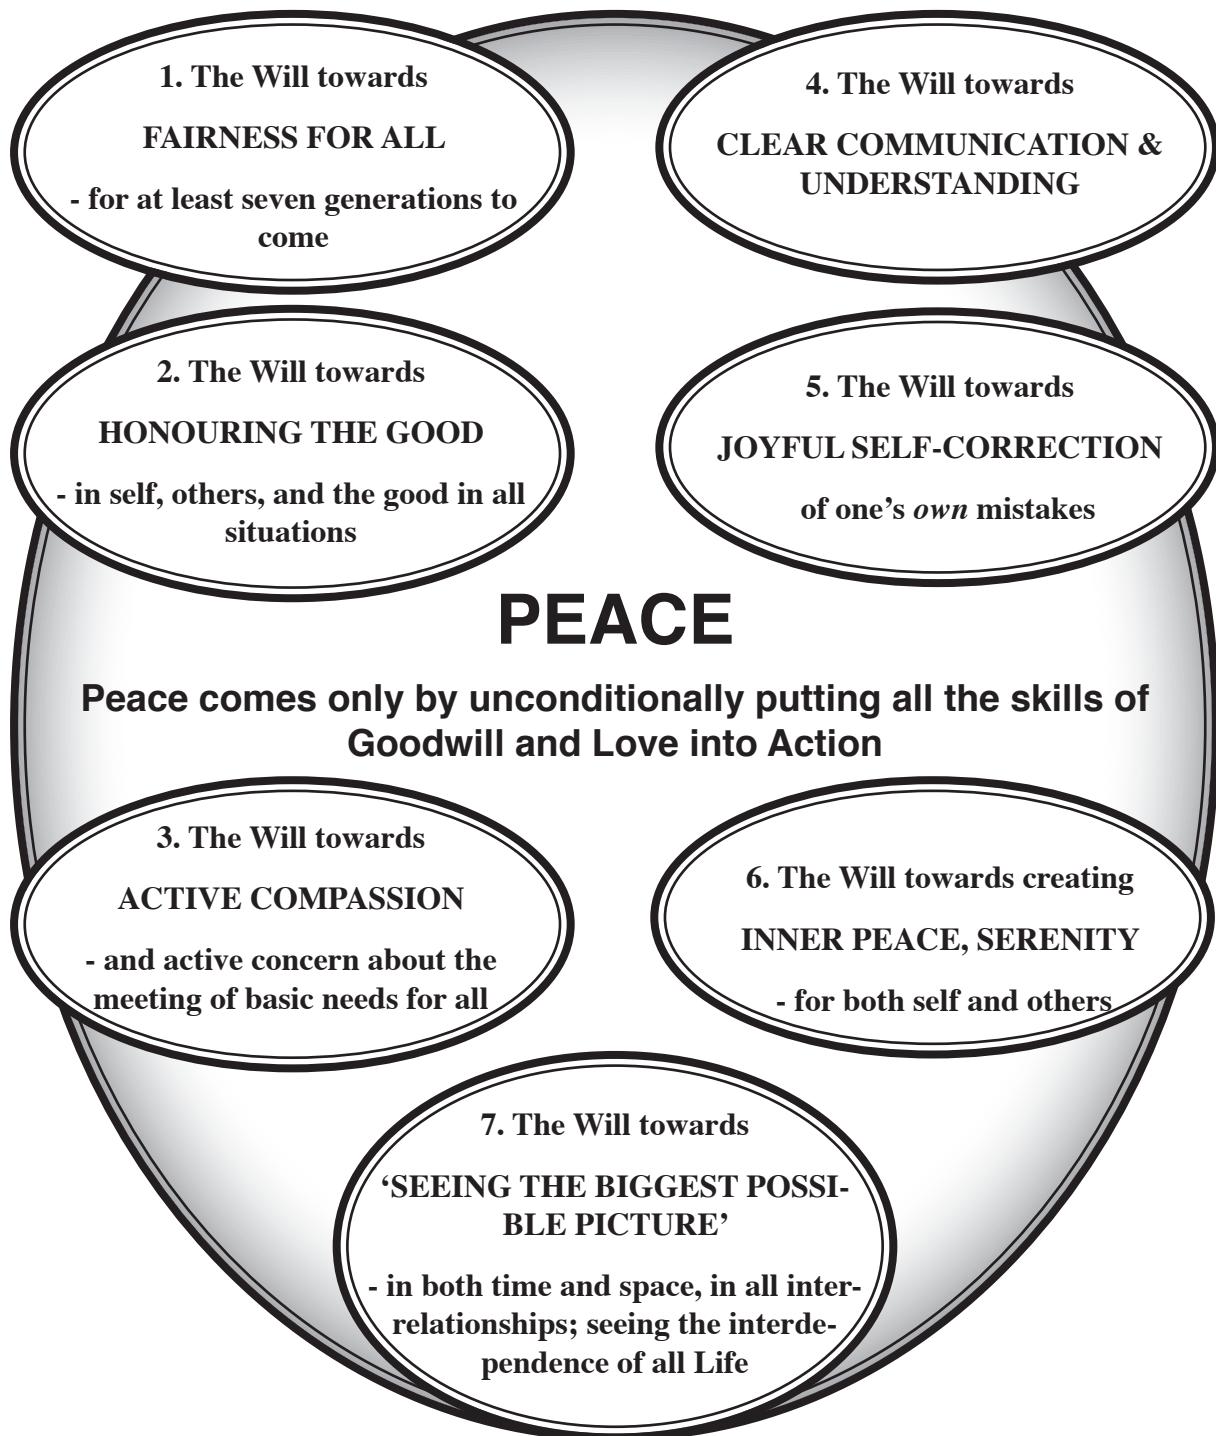 1. The Will towards
FAIRNESS FOR ALL
- for at least seven generations to
come
2. The Will towards
HONOURING THE GOOD
- in self, others, and the good in all
situations
3. The Will towards
ACTIVE COMPASSION
- and active concern about the
meeting of basic needs for all
4. The Will towards
CLEAR COMMUNICATION &
UNDERSTANDING
5. The Will towards
JOYFUL SELF-CORRECTION
of one’s own mistakes
PEACE
Peace comes only by unconditionally putting all the skills of
Goodwill and Love into Action
6. The Will towards creating
INNER PEACE, SERENITY
- for both self and others
7. The Will towards
‘SEEING THE BIGGEST POSSI-
BLE PICTURE’
- in both time and space, in all inter-
relationships; seeing the interde-
pendence of all Life